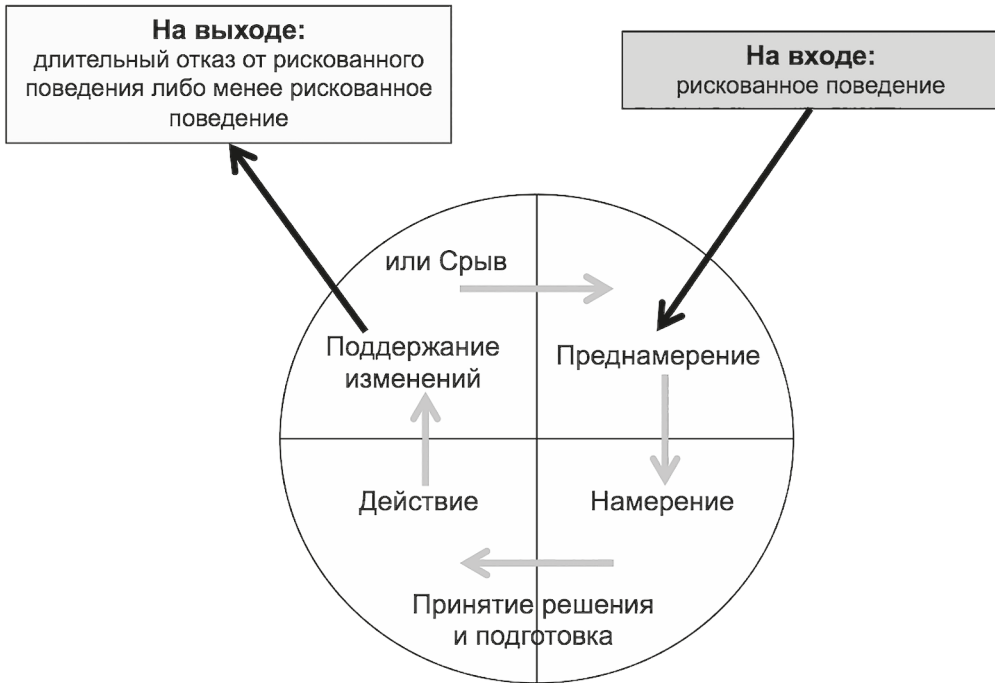 На выходе:
длительный отказ от рискованного
поведения либо менее рискованное
поведение
На входе:
рискованное поведение
или Срыв
Поддержание
изменений
Преднамерение
Действие
Намерение
Принятие решения
и подготовка